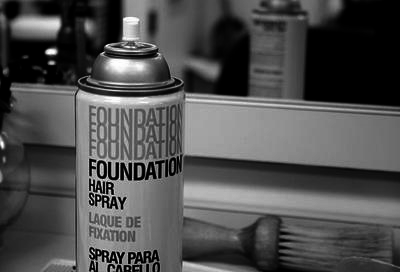 FOUNDATION
FOUNDATION
FOUNDATION
FOUNDATION
HAIR
SPRAY
LAQUE DE
FIXATION
SPRAY PARA
AL CABELLO